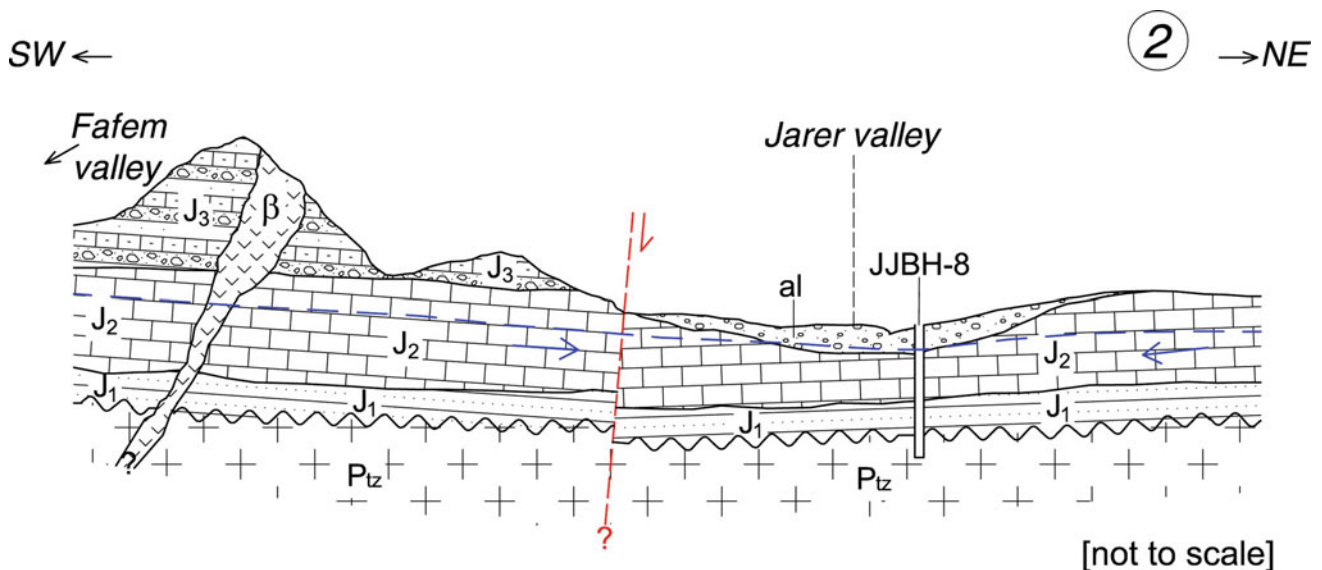 SW ←
2
→ NE
Fafem
valley
Jarer valley
J₃
β
J₃
JJBH-8
al
J₂
J₂
J₂
J₁
J₁
J₁
J₁
?
Ptz
Ptz
?
[not to scale]